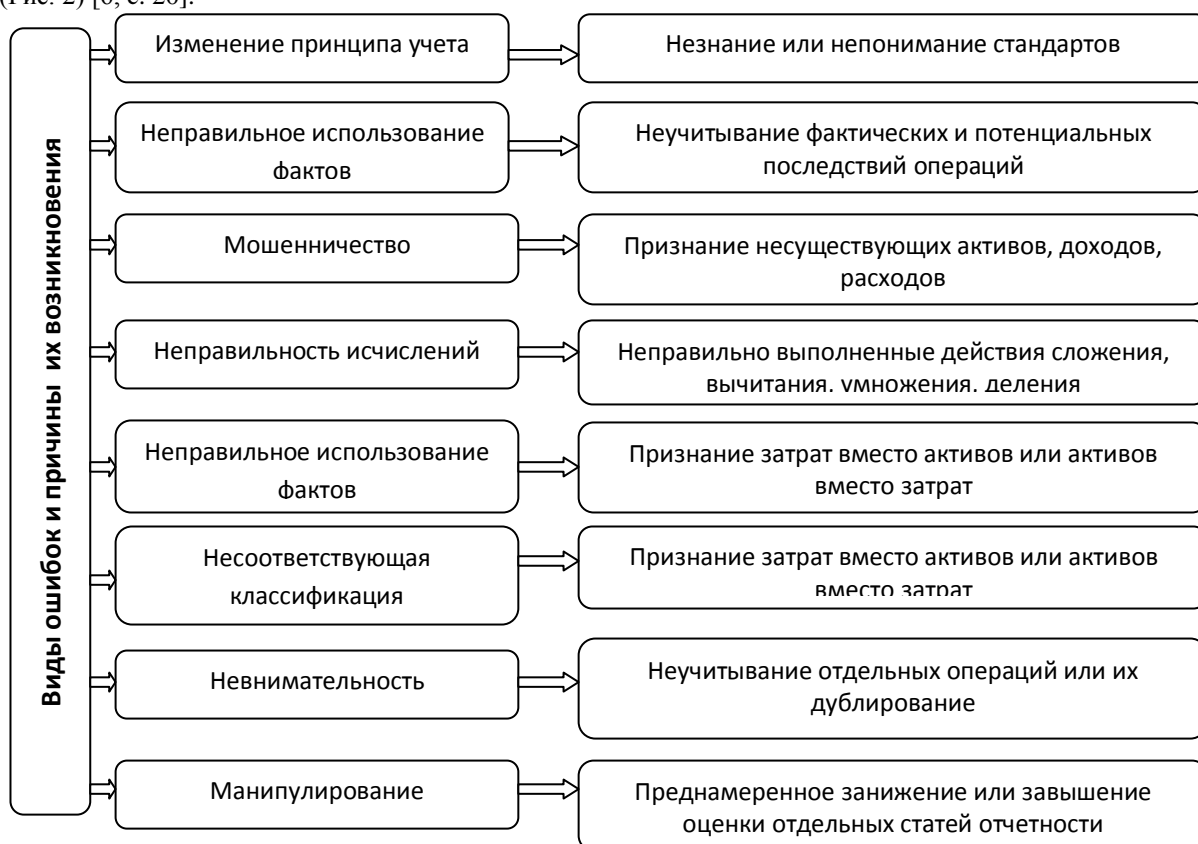 (Рис. 2) [6, с. 26].
Виды ошибок и причины их возникновения
Изменение принципа учета
Незнание или непонимание стандартов
Неправильное использование
фактов
Неучитывание фактических и потенциальных
последствий операций
Мошенничество
Признание несуществующих активов, доходов,
расходов
Неправильность исчислений
Неправильно выполненные действия сложения,
вычитания, умножения, деления
Неправильное использование
фактов
Признание затрат вместо активов или активов
вместо затрат
Несоответствующая
классификация
Признание затрат вместо активов или активов
вместо затрат
Невнимательность
Неучитывание отдельных операций или их
дублирование
Манипулирование
Преднамеренное занижение или завышение
оценки отдельных статей отчетности